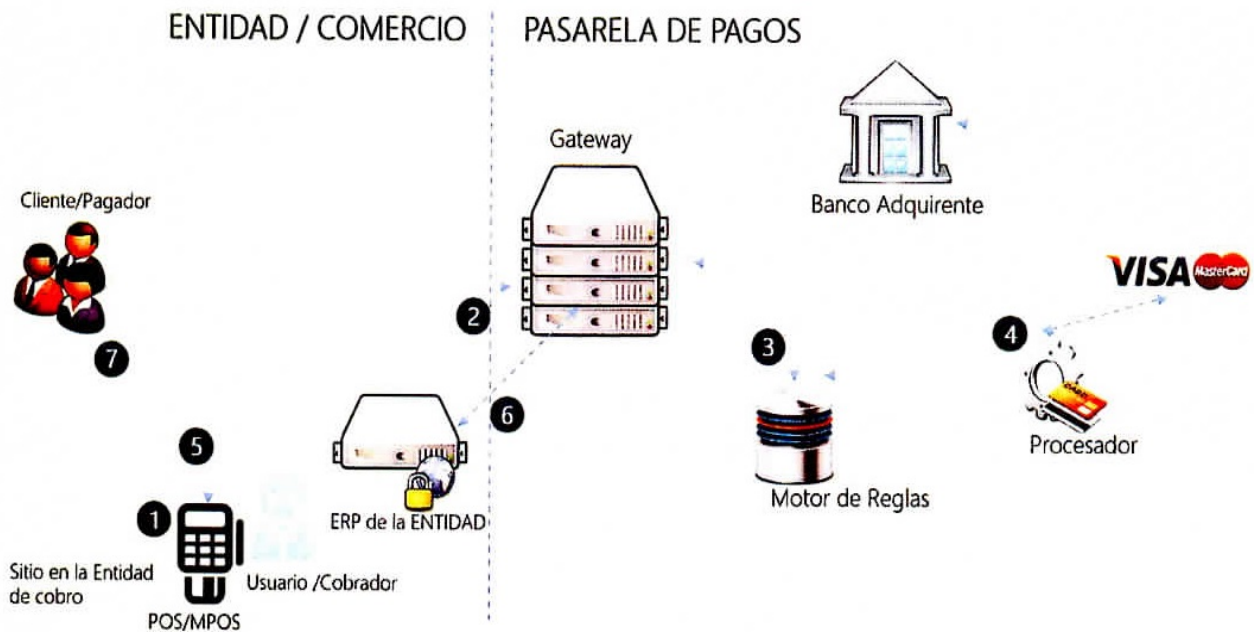 ENTIDAD / COMERCIO
PASARELA DE PAGOS
Gateway
Banco Adquirente
Cliente/Pagador
VISA MasterCard
2
4
3
7
6
Procesador
5
Motor de Reglas
1
ERP de la ENTIDAD
Sitio en la Entidad
de cobro
Usuario /Cobrador
POS/MPOS